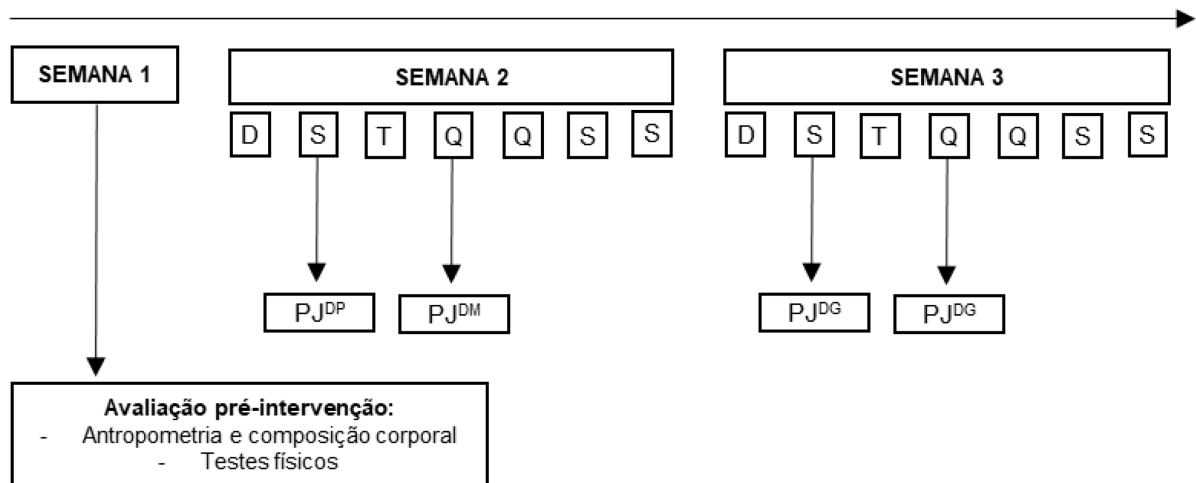 SEMANA 1
SEMANA 2
SEMANA 3
D S T Q Q S S
D S T Q Q S S
PJᴰᴾ
PJᴰᴹ
PJᴰᴳ
PJᴰᴳ
Avaliação pré-intervenção:
- Antropometria e composição corporal
- Testes físicos